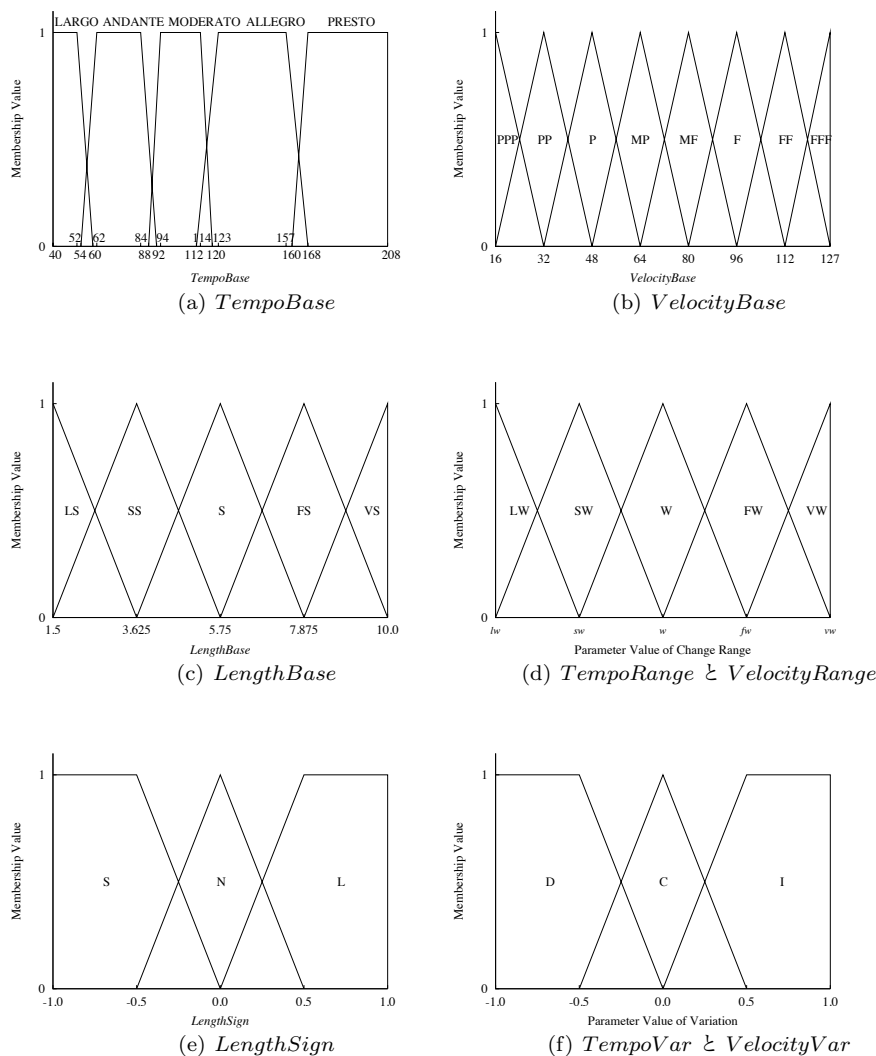 LARGO ANDANTE MODERATO ALLEGRO PRESTO
1
Membership Value
0
52 62 84 94 114 123 157
40 54 60 88 92 112 120 160 168 208
TempoBase
(a) TempoBase
1
Membership Value
PPP PP P MP MF F FF FFF
0
16 32 48 64 80 96 112 127
VelocityBase
(b) VelocityBase
1
Membership Value
LS SS S FS VS
0
1.5 3.625 5.75 7.875 10.0
LengthBase
(c) LengthBase
1
Membership Value
LW SW W FW VW
0
lw sw w fw vw
Parameter Value of Change Range
(d) TempoRange と VelocityRange
1
Membership Value
S N L
0
-1.0 -0.5 0.0 0.5 1.0
LengthSign
(e) LengthSign
1
Membership Value
D C I
0
-1.0 -0.5 0.0 0.5 1.0
Parameter Value of Variation
(f) TempoVar と VelocityVar